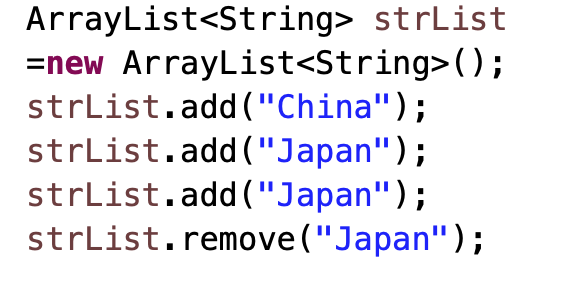 ArrayList<String> strList
=new ArrayList<String>();
strList.add("China");
strList.add("Japan");
strList.add("Japan");
strList.remove("Japan");